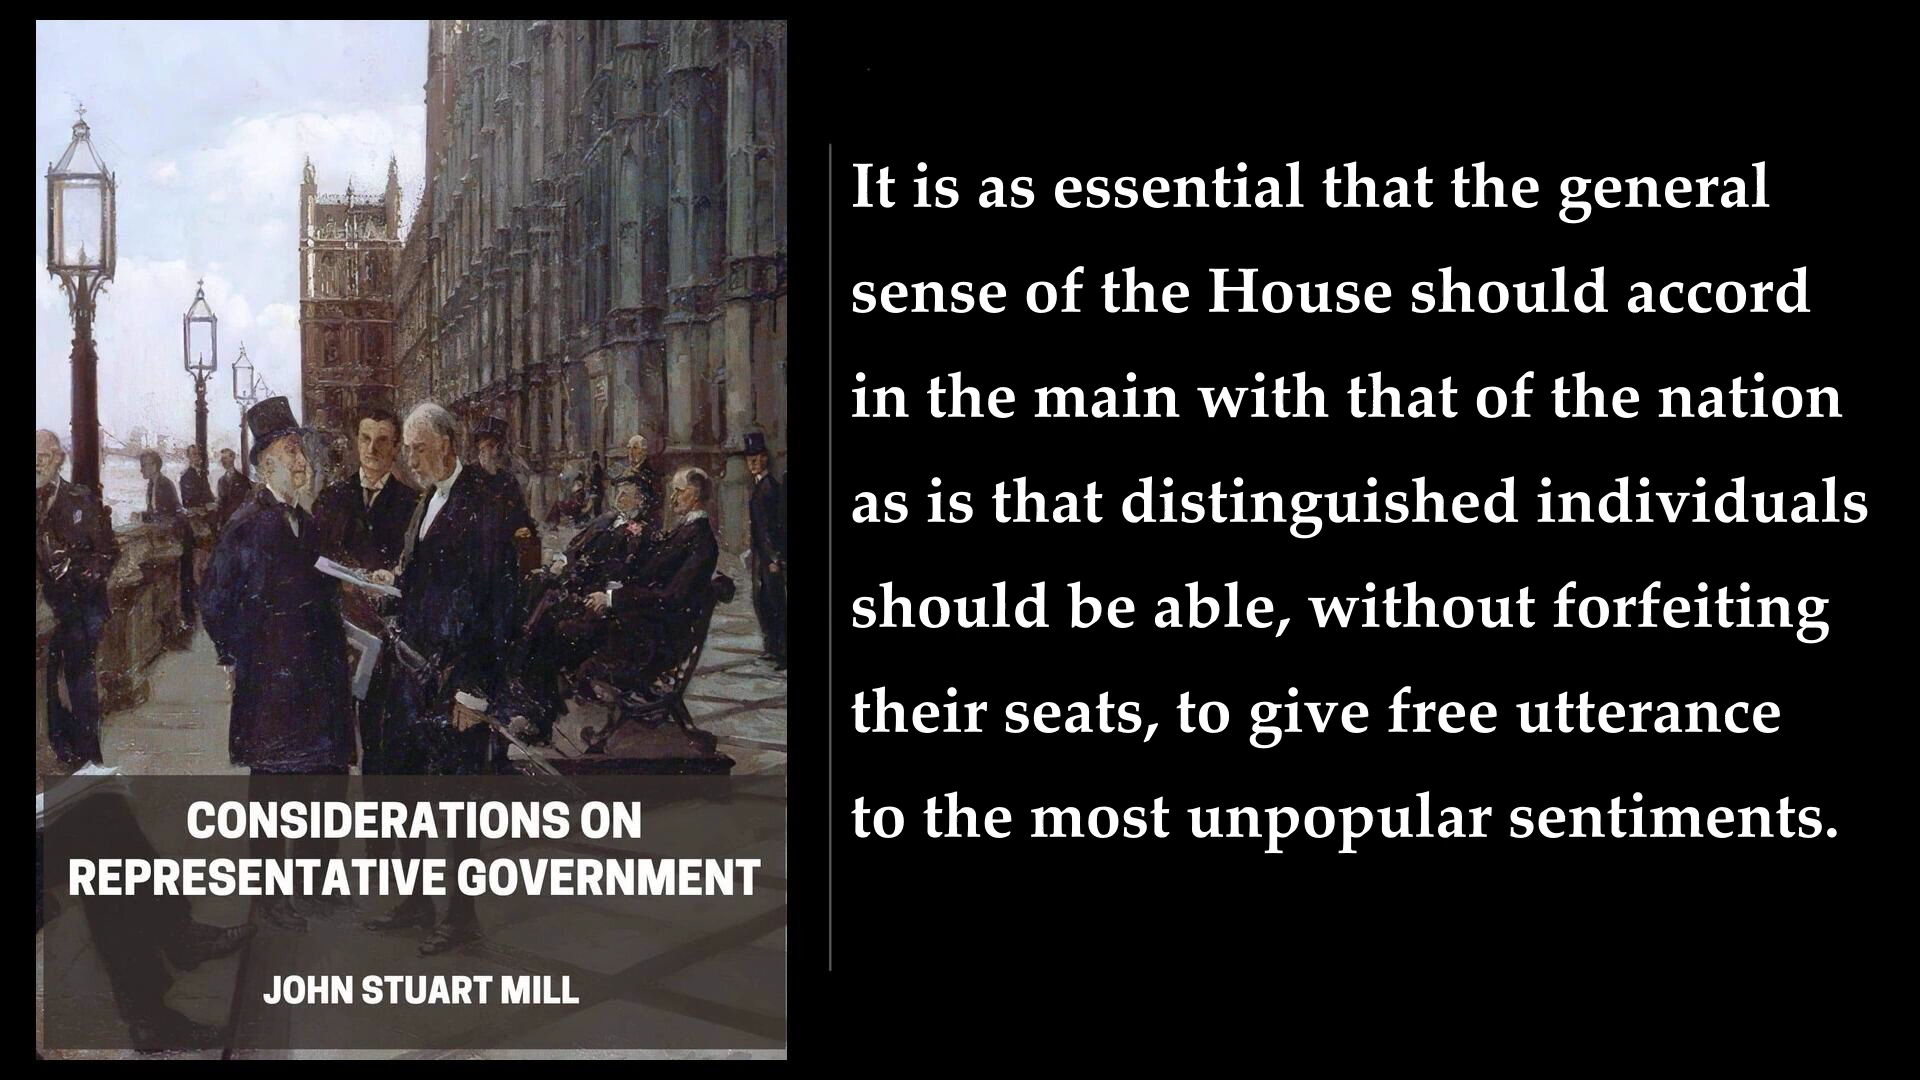 It is as essential that the general
sense of the House should accord
in the main with that of the nation
as is that distinguished individuals
should be able, without forfeiting
their seats, to give free utterance
to the most unpopular sentiments.
CONSIDERATIONS ON
REPRESENTATIVE GOVERNMENT
JOHN STUART MILL